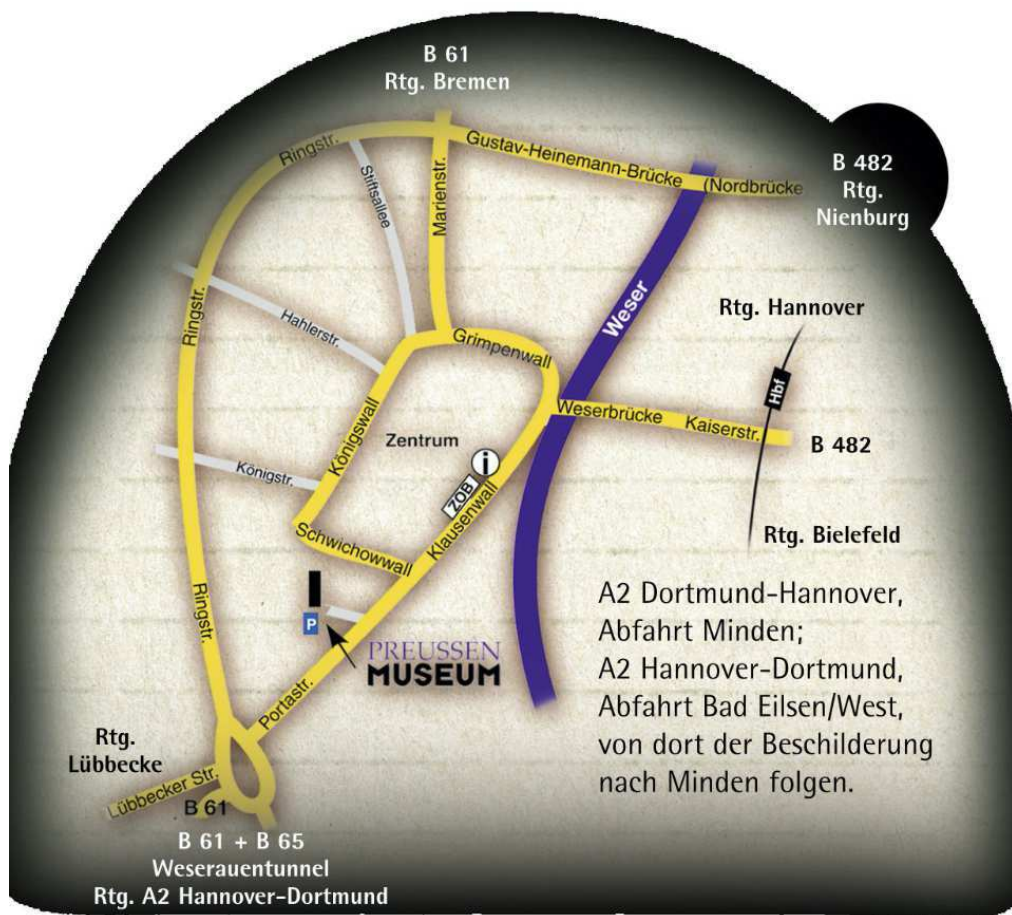 B 61
Rtg. Bremen
Ringstr.
Gustav-Heinemann-Brücke (Nordbrücke
B 482
Rtg.
Nienburg
Stiftsallee
Marienstr.
Ringstr.
Hahlerstr.
Weser
Rtg. Hannover
Grimpenwall
Hbf
Königswall
Zentrum
Weserbrücke Kaiserstr.
B 482
i
ZOB
Königstr.
Klausenwall
Schwichowwall
Rtg. Bielefeld
Ringstr.
P
PREUSSEN
MUSEUM
Portastr.
A2 Dortmund-Hannover,
Abfahrt Minden;
A2 Hannover-Dortmund,
Abfahrt Bad Eilsen/West,
von dort der Beschilderung
nach Minden folgen.
Rtg.
Lübbecke
Lübbecker Str.
B 61
B 61 + B 65
Weserauentunnel
Rtg. A2 Hannover-Dortmund